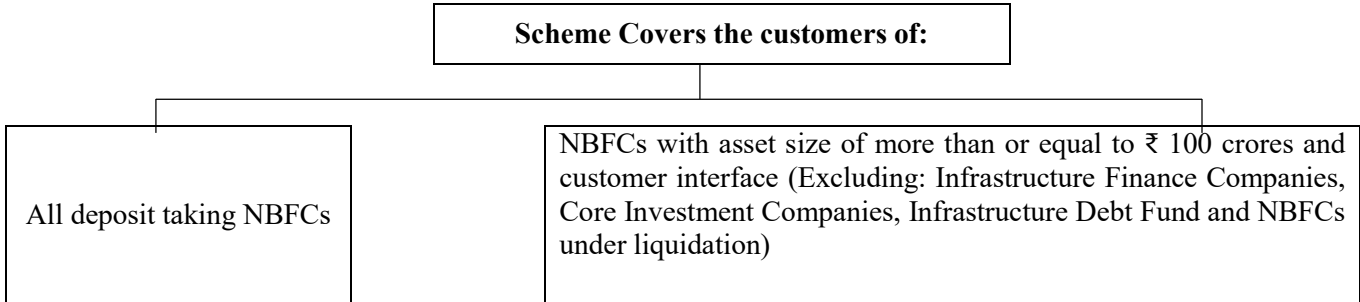 Scheme Covers the customers of:
All deposit taking NBFCs
NBFCs with asset size of more than or equal to ₹ 100 crores and
customer interface (Excluding: Infrastructure Finance Companies,
Core Investment Companies, Infrastructure Debt Fund and NBFCs
under liquidation)